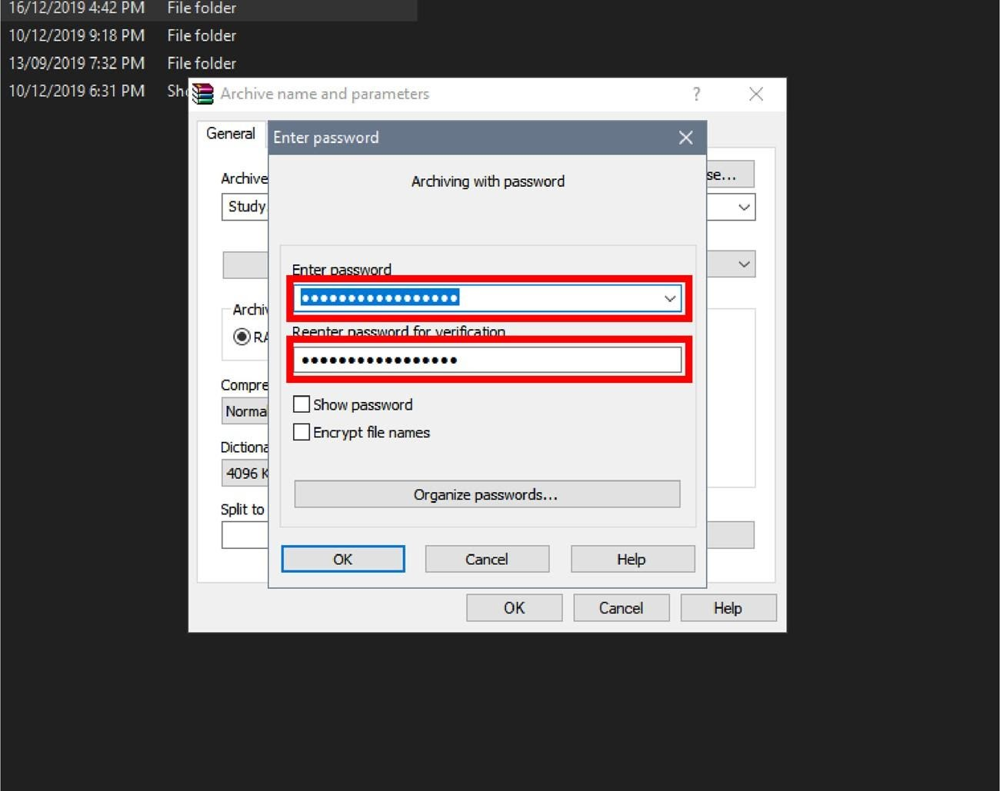 16/12/2019 4:42 PM File folder
10/12/2019 9:18 PM File folder
13/09/2019 7:32 PM File folder
10/12/2019 6:31 PM Sho
Archive name and parameters ?
General
Enter password
Archive
Archiving with password
se...
Study
Enter password
•••••••••••••••••
Archiv
Reenter password for verification
RA
•••••••••••••••••
Compre
Show password
Normal
Encrypt file names
Dictiona
4096 K
Organize passwords...
Split to
OK Cancel Help
OK Cancel Help